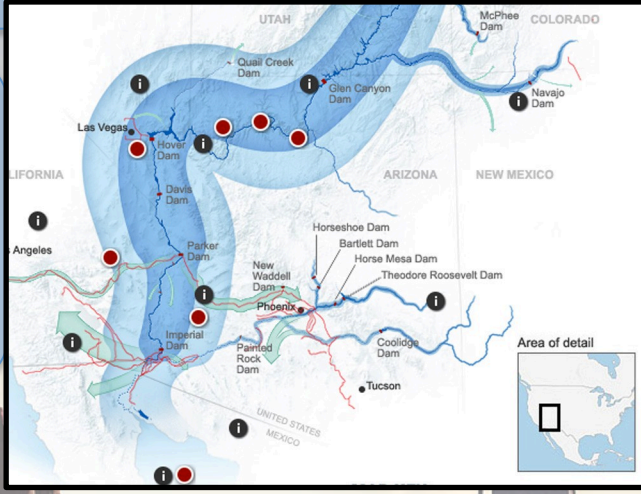 UTAH
McPhee
Dam
COLORADO
Quail Creek
Dam
Glen Canyon
Dam
Navajo
Dam
Las Vegas
Hover
Dam
LIFORNIA
ARIZONA
NEW MEXICO
Davis
Dam
s Angeles
Parker
Dam
Horseshoe Dam
Bartlett Dam
Horse Mesa Dam
Theodore Roosevelt Dam
New
Waddell
Dam
Phoenix
Imperial
Dam
Painted
Rock
Dam
Coolidge
Dam
Area of detail
Tucson
UNITED STATES
MEXICO
i
i
i
i
i
i
i
i
i
i